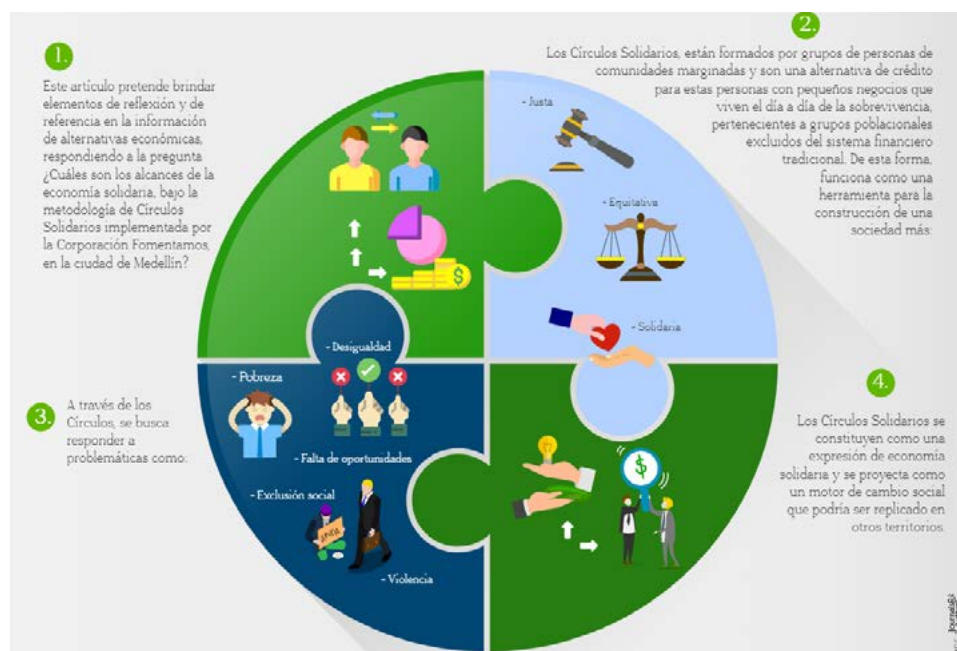 1.
Este artículo pretende brindar
elementos de reflexión y de
referencia en la información
de alternativas económicas,
respondiendo a la pregunta
¿Cuáles son los alcances de la
economía solidaria, bajo la
metodología de Círculos
Solidarios implementada por
la Corporación Fomentamos,
en la ciudad de Medellín?
2.
Los Círculos Solidarios, están formados por grupos de personas de
comunidades marginadas y son una alternativa de crédito
para estas personas con pequeños negocios que
viven el día a día de la sobrevivencia,
pertenecientes a grupos poblacionales
excluidos del sistema financiero
tradicional. De esta forma,
funciona como una
herramienta para la
construcción de una
sociedad más:
- Justa
- Equitativa
- Solidaria
3.
A través de los
Círculos, se busca
responder a
problemáticas como:
- Desigualdad
- Pobreza
- Falta de oportunidades
- Exclusión social
- Violencia
4.
Los Círculos Solidarios se
constituyen como una
expresión de economía
solidaria y se proyecta como
un motor de cambio social
que podría ser replicado en
otros territorios.
$
$